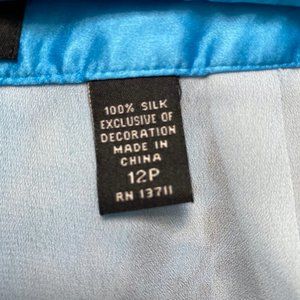 100% SILK
EXCLUSIVE OF
DECORATION
MADE IN
CHINA
12P
RN 13711